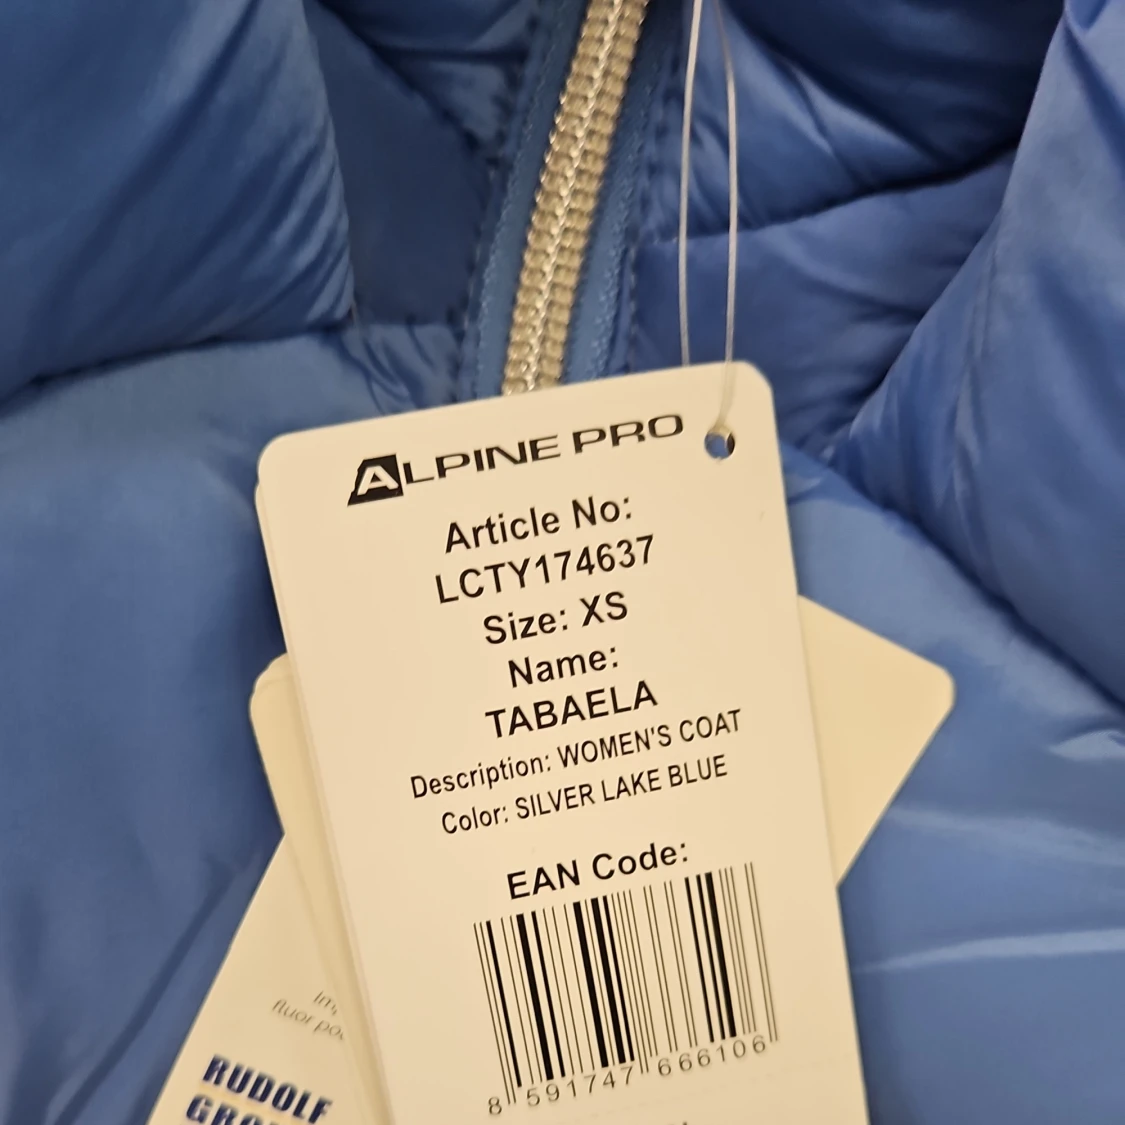 ALPINE PRO
Article No:
LCTY174637
Size: XS
Name:
TABAELA
Description: WOMEN'S COAT
Color: SILVER LAKE BLUE
EAN Code:
8 591747 666106
fluor
RUDOLF